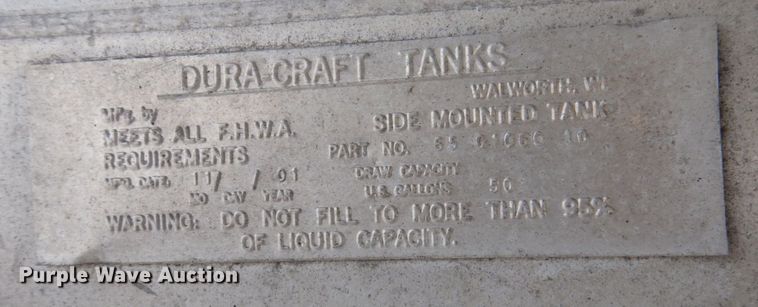 DURA-CRAFT TANKS
WALWORTH, WI
Mfg. by
SIDE MOUNTED TANK
MEETS ALL F.H.W.A.
REQUIREMENTS
PART NO.
MFG. DATE 11/ / 01
MO DAY YEAR
DRAW CAPACITY
U.S. GALLONS 50
WARNING: DO NOT FILL TO MORE THAN 95%
OF LIQUID CAPACITY.
Purple Wave Auction